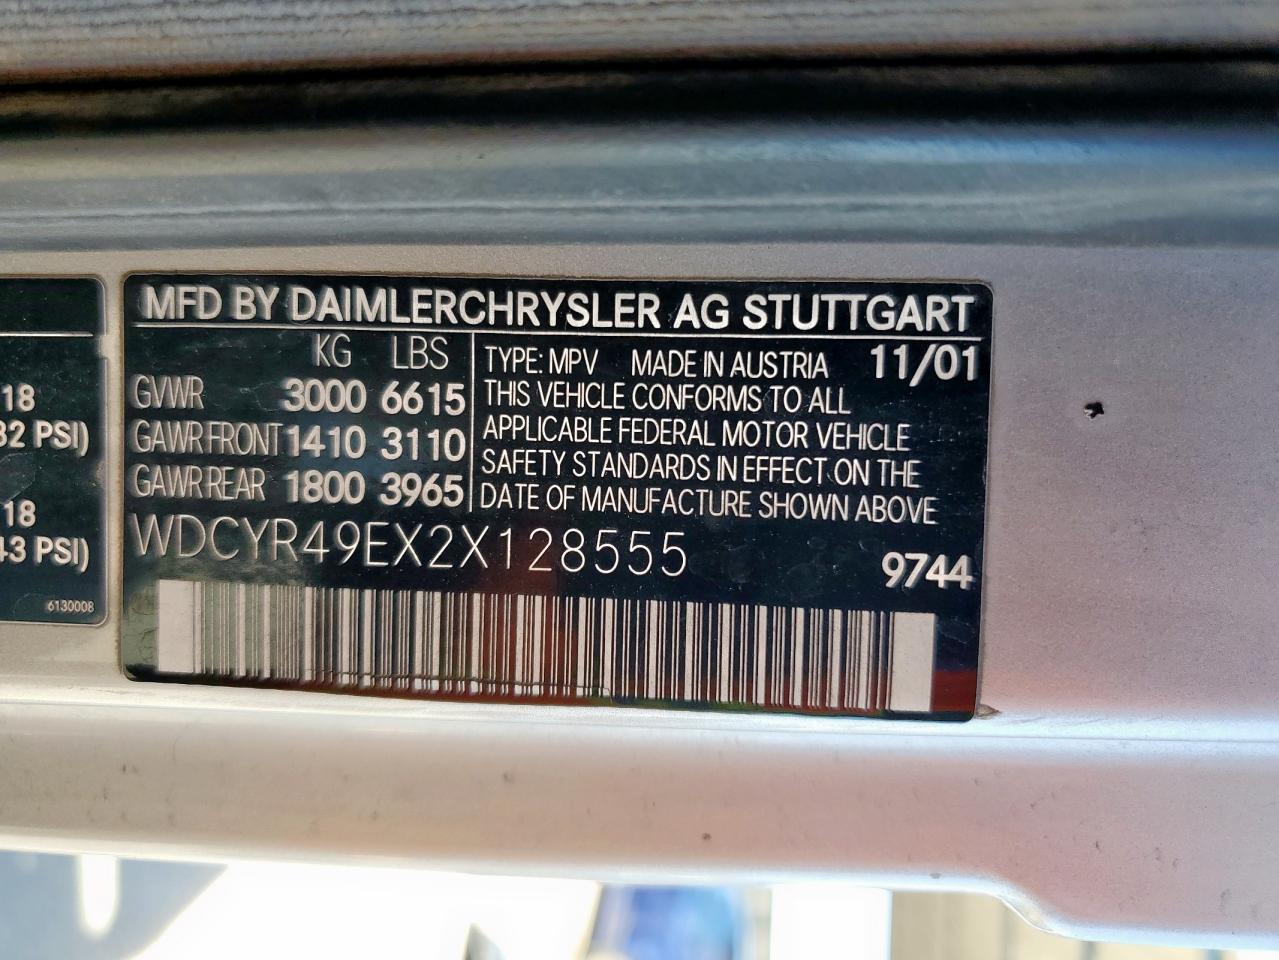 MFD BY DAIMLERCHRYSLER AG STUTTGART
KG LBS
GVWR 3000 6615
GAWR FRONT 1410 3110
GAWR REAR 1800 3965
TYPE: MPV MADE IN AUSTRIA 11/01
THIS VEHICLE CONFORMS TO ALL
APPLICABLE FEDERAL MOTOR VEHICLE
SAFETY STANDARDS IN EFFECT ON THE
DATE OF MANUFACTURE SHOWN ABOVE
WDCYR49EX2X128555
9744
18
32 PSI)
18
43 PSI)
6130008